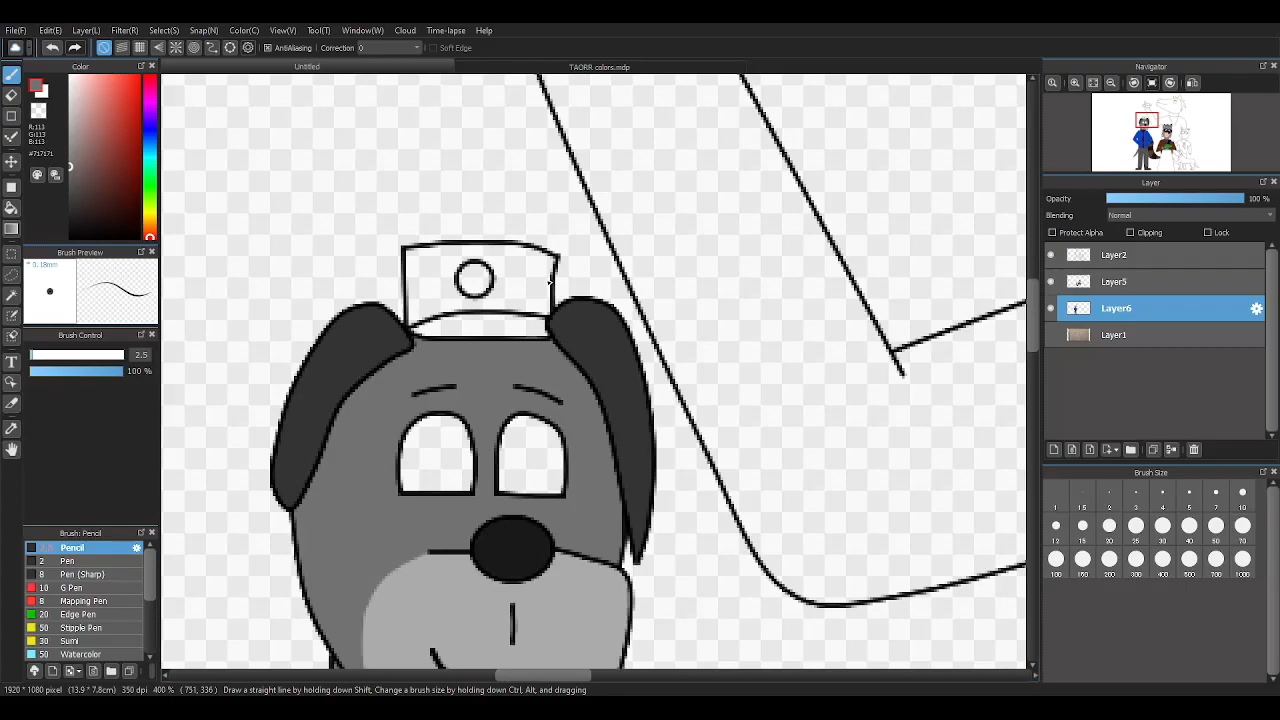 File(F) Edit(E) Layer(L) Filter(R) Select(S) Snap(N) Color(C) View(V) Tool(T) Window(W) Cloud Time-lapse Help
AntiAliasing Correction 0 Soft Edge
Color
Untitled
TAORR colors.mdp
Navigator
R:113
G:113
B:113
#717171
Layer
Opacity 100 %
Blending Normal
Protect Alpha Clipping Lock
Layer2
Layer5
Layer6
Layer1
Brush Preview
* 0.18mm
Brush Control
2.5
100 %
Brush Size
1 1.5 2 3 4 5 7 10
12 15 20 25 30 40 50 70
100 150 200 300 400 500 700 1000
Brush: Pencil
Pencil
2 Pen
8 Pen (Sharp)
10 G Pen
8 Mapping Pen
20 Edge Pen
50 Stipple Pen
30 Sumi
50 Watercolor
1920 * 1080 pixel (13.9 * 7.8cm) 350 dpi 400 % ( 751, 336 ) Draw a straight line by holding down Shift, Change a brush size by holding down Ctrl, Alt, and dragging